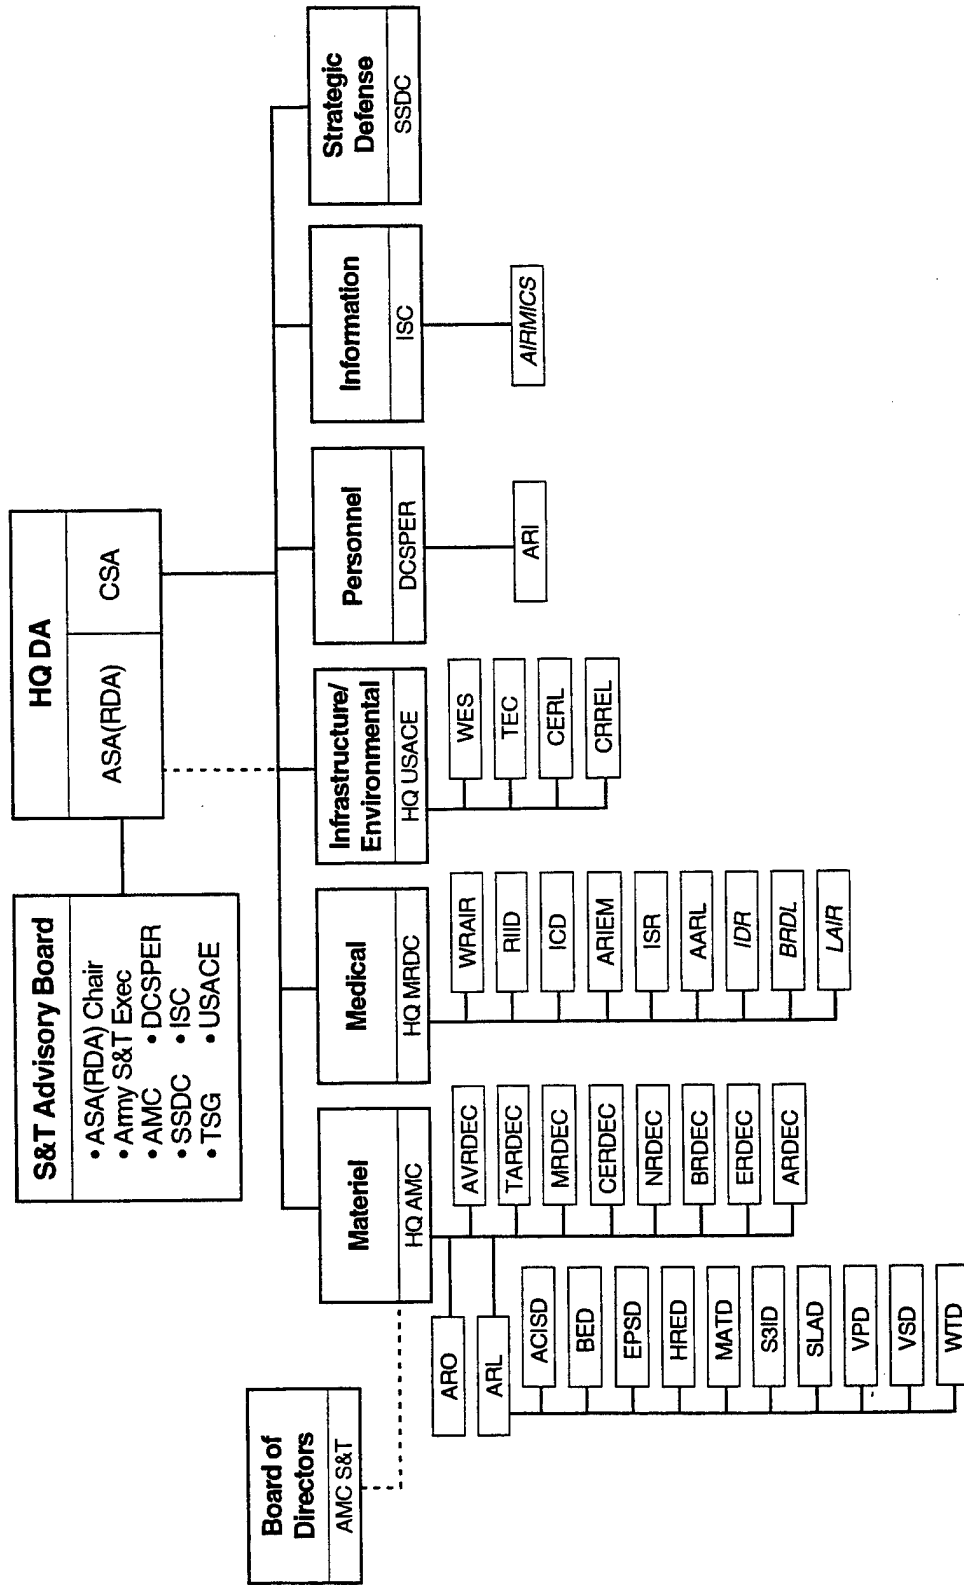 S&T Advisory Board
• ASA(RDA) Chair
• Army S&T Exec
• AMC • DCSPER
• SSDC • ISC
• TSG • USACE
HQ DA
ASA(RDA) CSA
Board of
Directors
AMC S&T
Materiel
HQ AMC
ARO
ARL
ACISD
BED
EPSD
HRED
MATD
S3ID
SLAD
VPD
VSD
WTD
AVRDEC
TARDEC
MRDEC
CERDEC
NRDEC
BRDEC
ERDEC
ARDEC
Medical
HQ MRDC
WRAIR
RIID
ICD
ARIEM
ISR
AARL
IDR
BRDL
LAIR
Infrastructure/
Environmental
HQ USACE
WES
TEC
CERL
CRREL
Personnel
DCSPER
ARI
Information
ISC
AIRMICS
Strategic
Defense
SSDC